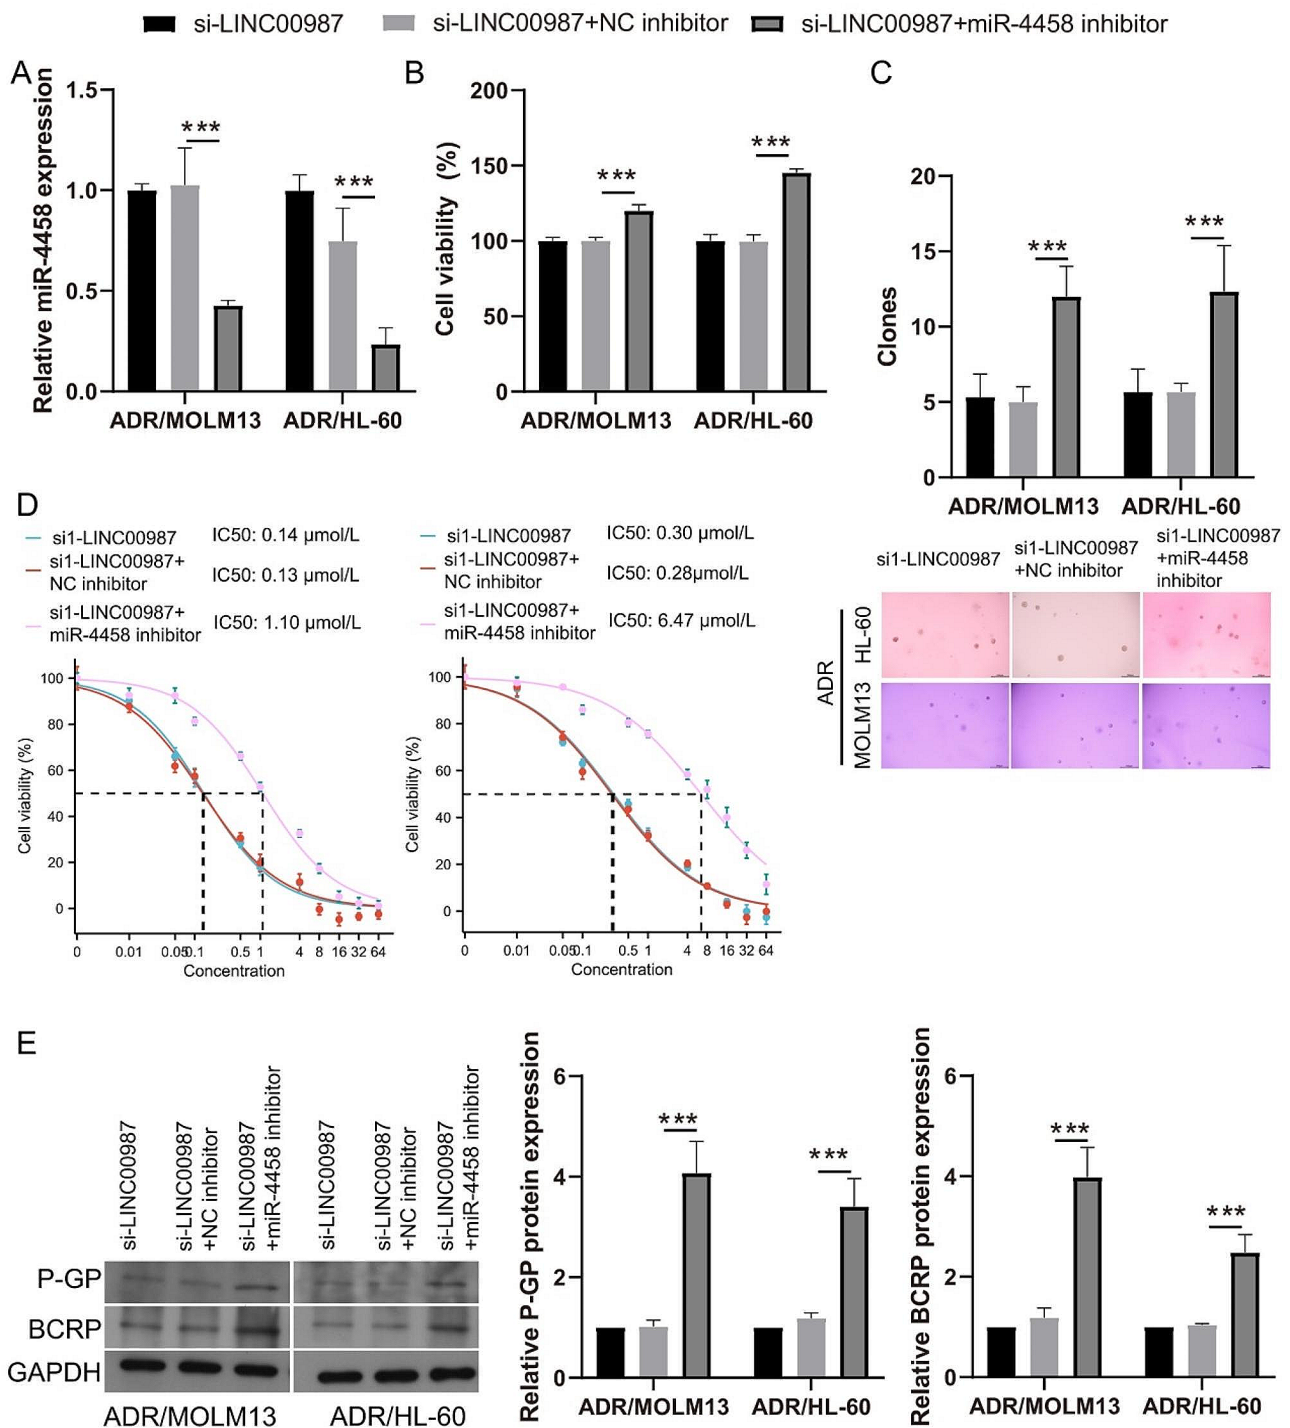 si-LINC00987 si-LINC00987+NC inhibitor si-LINC00987+miR-4458 inhibitor
A
Relative miR-4458 expression
1.5
1.0
0.5
0.0
***
***
ADR/MOLM13 ADR/HL-60
B
Cell viability (%)
200
150
100
50
0
***
***
ADR/MOLM13 ADR/HL-60
C
Clones
20
15
10
5
0
***
***
ADR/MOLM13 ADR/HL-60
si1-LINC00987
si1-LINC00987
+NC inhibitor
si1-LINC00987
+miR-4458
inhibitor
ADR
HL-60
MOLM13
D
si1-LINC00987 IC50: 0.14 µmol/L
si1-LINC00987+
NC inhibitor IC50: 0.13 µmol/L
si1-LINC00987+
miR-4458 inhibitor IC50: 1.10 µmol/L
Cell viability (%)
100
80
60
40
20
0
0 0.01 0.05 0.1 0.5 1 4 8 16 32 64
Concentration
si1-LINC00987 IC50: 0.30 µmol/L
si1-LINC00987+
NC inhibitor IC50: 0.28µmol/L
si1-LINC00987+
miR-4458 inhibitor IC50: 6.47 µmol/L
Cell viability (%)
100
80
60
40
20
0
0 0.01 0.05 0.1 0.5 1 4 8 16 32 64
Concentration
E
si-LINC00987
si-LINC00987
+NC inhibitor
si-LINC00987
+miR-4458 inhibitor
si-LINC00987
si-LINC00987
+NC inhibitor
si-LINC00987
+miR-4458 inhibitor
P-GP
BCRP
GAPDH
ADR/MOLM13 ADR/HL-60
Relative P-GP protein expression
6
4
2
0
***
***
ADR/MOLM13 ADR/HL-60
Relative BCRP protein expression
6
4
2
0
***
***
ADR/MOLM13 ADR/HL-60